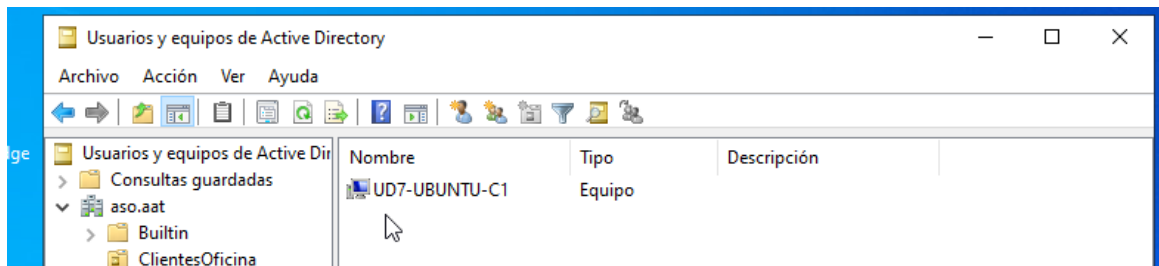 Usuarios y equipos de Active Directory
Archivo Acción Ver Ayuda
dge
Usuarios y equipos de Active Dir
Consultas guardadas
aso.aat
Builtin
ClientesOficina
Nombre Tipo Descripción
UD7-UBUNTU-C1 Equipo